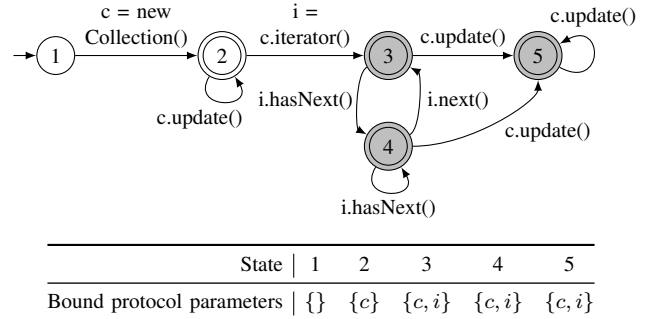 c = new
Collection()
i =
c.iterator()
c.update()
c.update()
1
2
3
5
c.update()
i.hasNext()
i.next()
4
c.update()
i.hasNext()
State | 1 2 3 4 5
Bound protocol parameters | {} {c} {c, i} {c, i} {c, i}